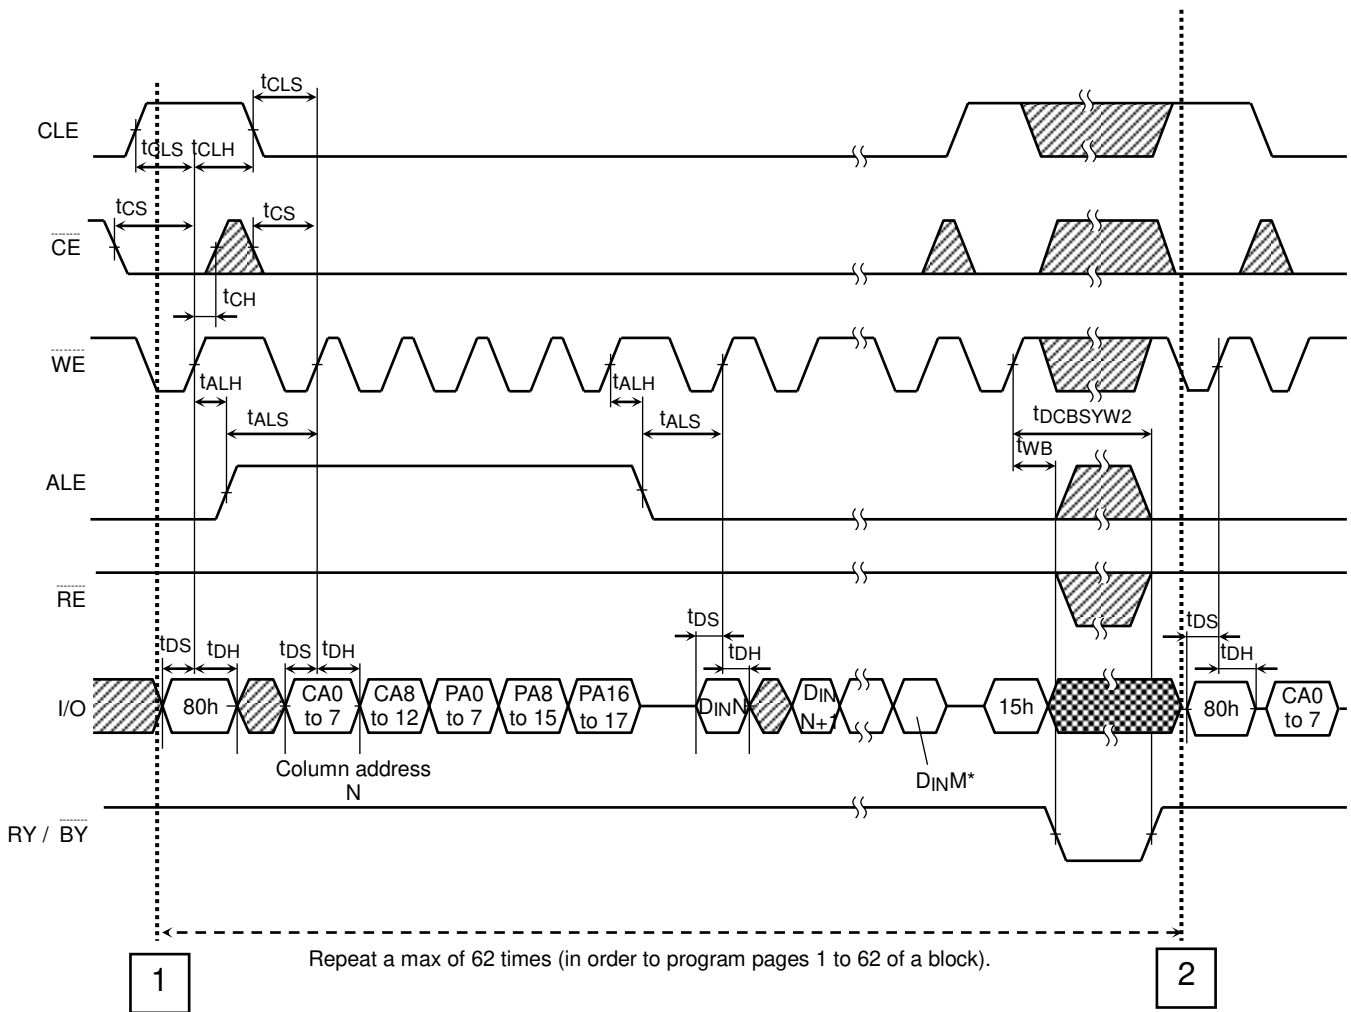 tCLS
CLE
tCLS
tCLH
tCS
tCS
CE
tCH
WE
tALH
tALH
tALS
tALS
tDCBSYW2
tWB
ALE
RE
tDS
tDH
tDS
tDH
tDS
tDH
tDS
tDH
I/O
80h
CA0 to 7
CA8 to 12
PA0 to 7
PA8 to 15
PA16 to 17
DINN
DIN N+1
15h
80h
CA0 to 7
Column address
N
DINM*
RY / BY
Repeat a max of 62 times (in order to program pages 1 to 62 of a block).
1
2